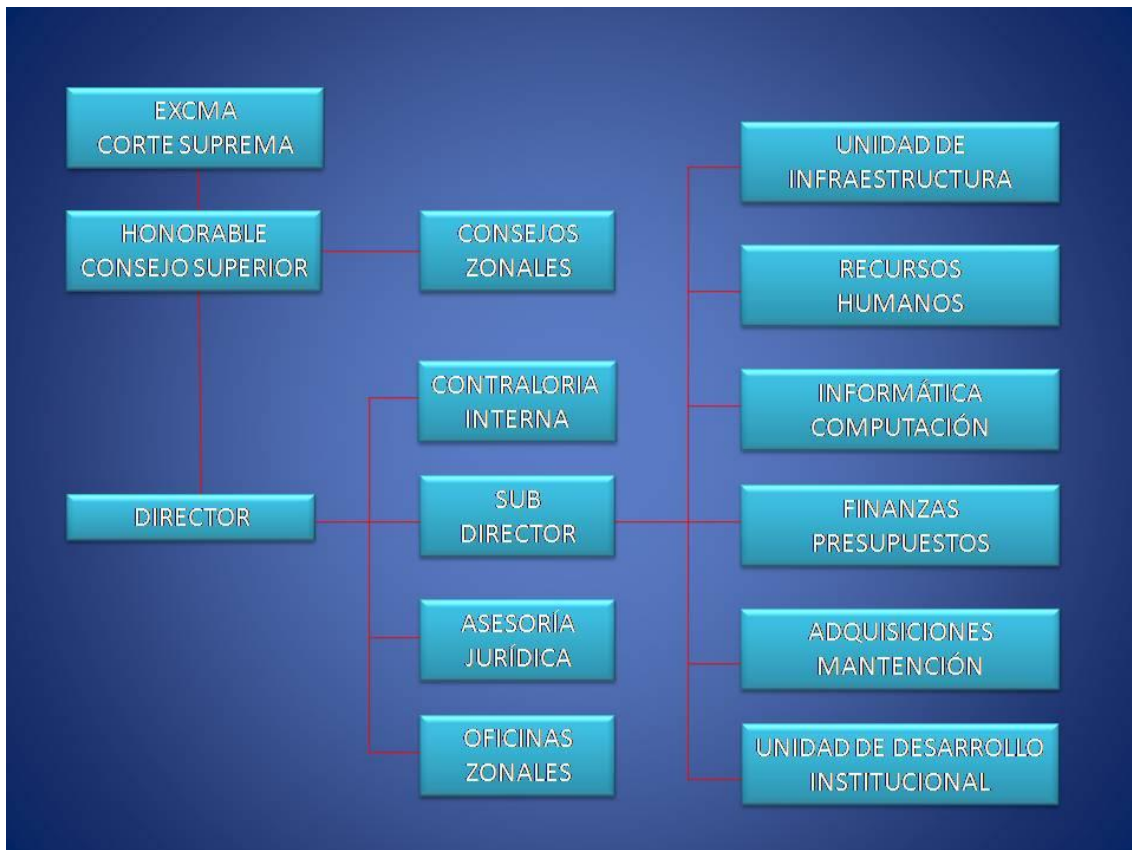 EXCMA
CORTE SUPREMA
HONORABLE
CONSEJO SUPERIOR
DIRECTOR
CONSEJOS
ZONALES
CONTRALORIA
INTERNA
SUB
DIRECTOR
ASESORÍA
JURÍDICA
OFICINAS
ZONALES
UNIDAD DE
INFRAESTRUCTURA
RECURSOS
HUMANOS
INFORMÁTICA
COMPUTACIÓN
FINANZAS
PRESUPUESTOS
ADQUISICIONES
MANTENCIÓN
UNIDAD DE DESARROLLO
INSTITUCIONAL